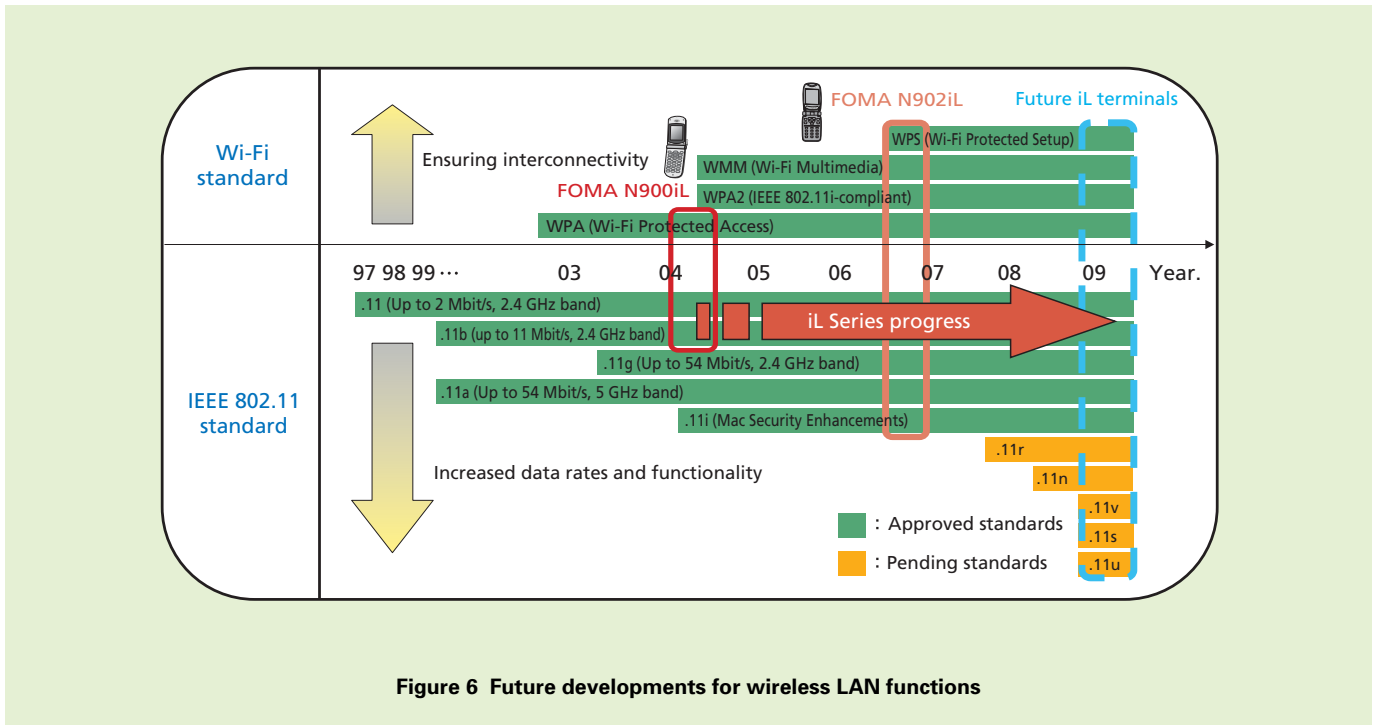 FOMA N902iL
Future iL terminals
WPS (Wi-Fi Protected Setup)
Wi-Fi
standard
Ensuring interconnectivity
WMM (Wi-Fi Multimedia)
FOMA N900iL
WPA2 (IEEE 802.11i-compliant)
WPA (Wi-Fi Protected Access)
97 98 99 ··· 03 04 05 06 07 08 09 Year.
.11 (Up to 2 Mbit/s, 2.4 GHz band)
iL Series progress
.11b (up to 11 Mbit/s, 2.4 GHz band)
.11g (Up to 54 Mbit/s, 2.4 GHz band)
IEEE 802.11
standard
.11a (Up to 54 Mbit/s, 5 GHz band)
.11i (Mac Security Enhancements)
.11r
Increased data rates and functionality
.11n
.11v
.11s
.11u
: Approved standards
: Pending standards
Figure 6 Future developments for wireless LAN functions